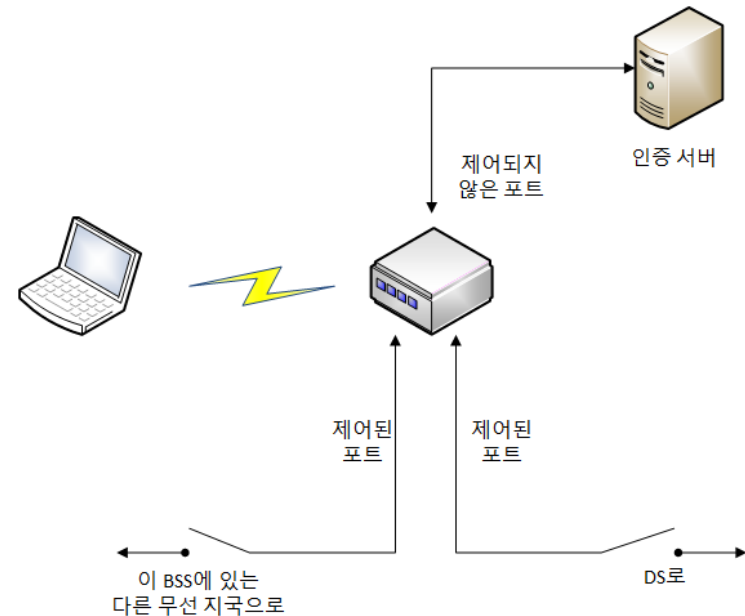 인증 서버
제어되지
않은 포트
제어된
포트
제어된
포트
이 BSS에 있는
다른 무선 지국으로
DS로